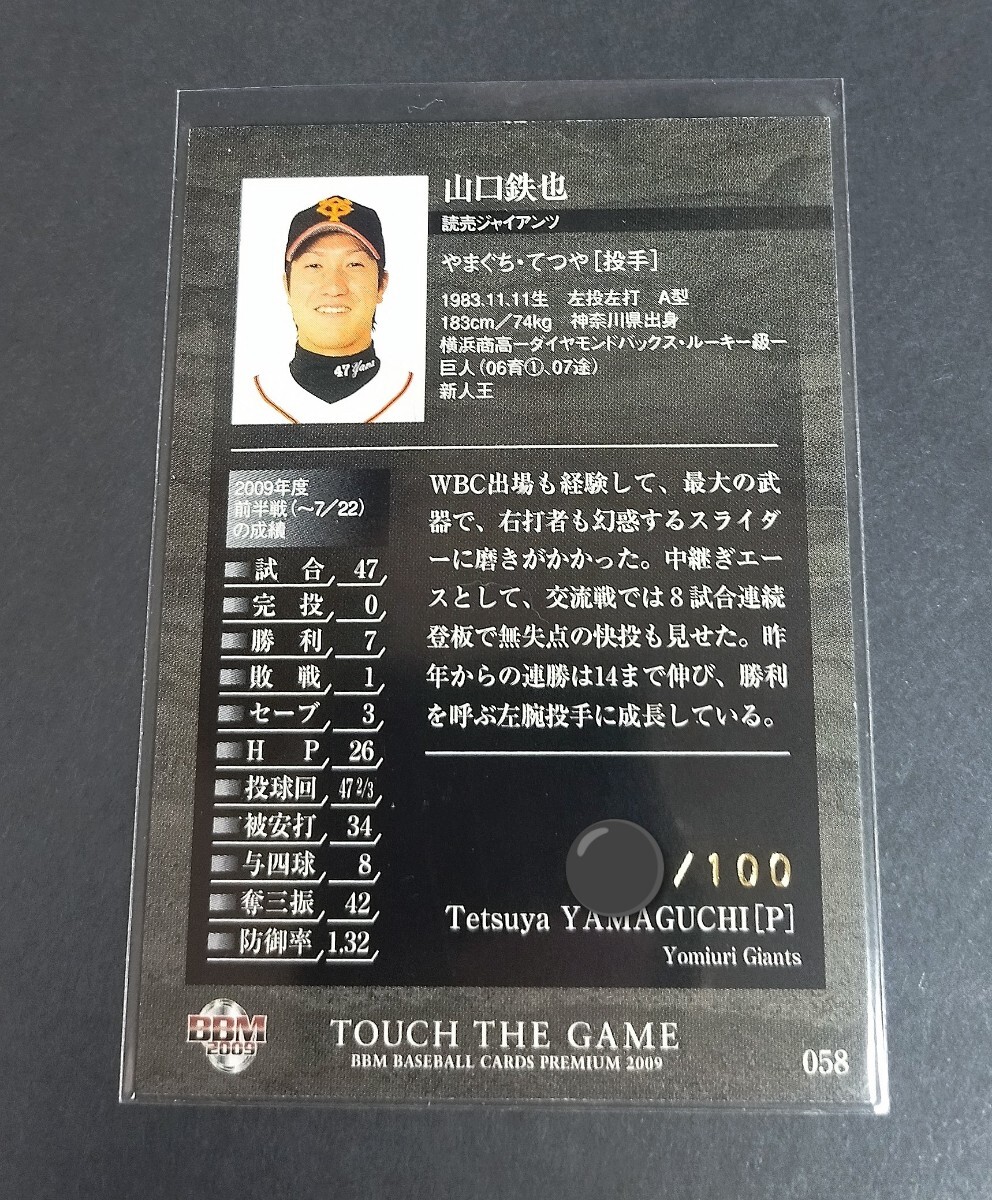 山口鉄也
読売ジャイアンツ
やまぐち・てつや[投手]
1983.11.11生 左投左打 A型
183cm/74kg 神奈川県出身
横浜商高ーダイヤモンドバックス・ルーキー級ー
巨人(06育①、07途)
新人王
47 Yans
2009年度
前半戦(～7/22)
の成績
試合 47
完投 0
勝利 7
敗戦 1
セーブ 3
HP 26
投球回 47 2/3
被安打 34
与四球 8
奪三振 42
防御率 1.32
WBC出場も経験して、最大の武
器で、右打者も幻惑するスライダ
ーに磨きがかかった。中継ぎエー
スとして、交流戦では8試合連続
登板で無失点の快投も見せた。昨
年からの連勝は14まで伸び、勝利
を呼ぶ左腕投手に成長している。
/100
Tetsuya YAMAGUCHI[P]
Yomiuri Giants
BBM
2009
TOUCH THE GAME
BBM BASEBALL CARDS PREMIUM 2009
058